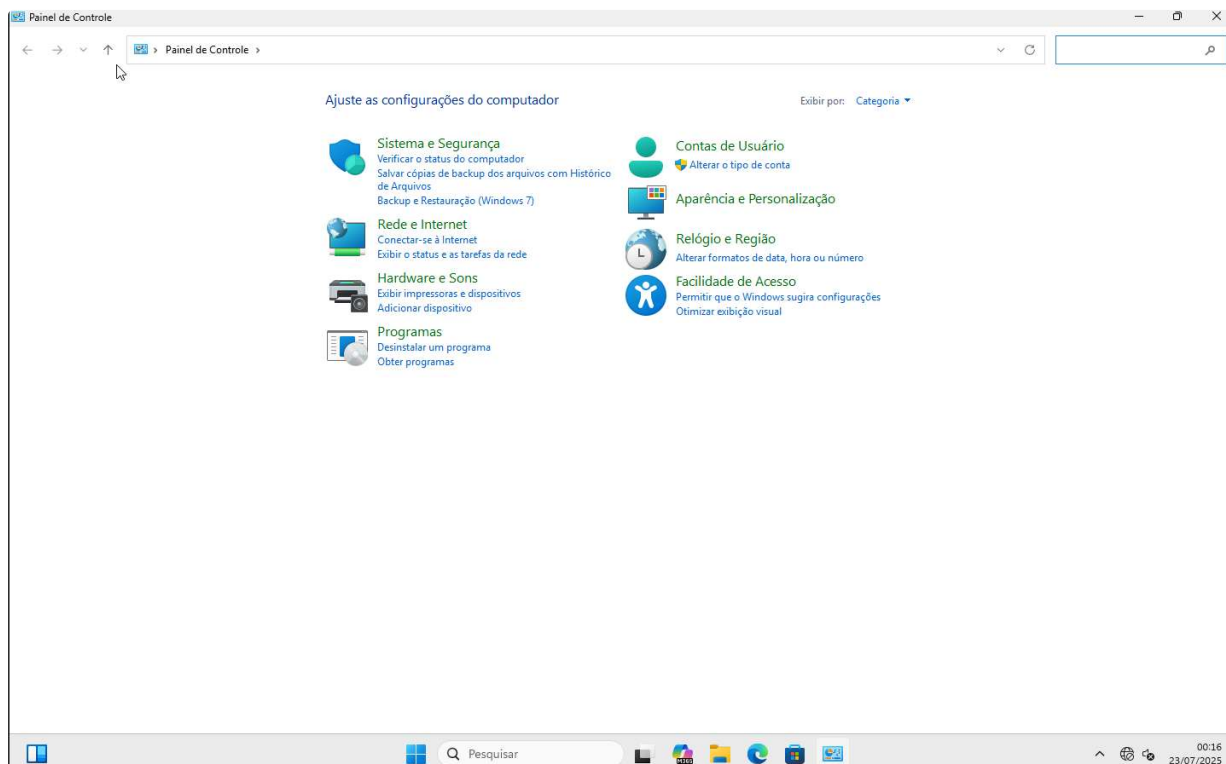 Painel de Controle
Painel de Controle
Ajuste as configurações do computador
Exibir por: Categoria
Sistema e Segurança
Verificar o status do computador
Salvar cópias de backup dos arquivos com Histórico
de Arquivos
Backup e Restauração (Windows 7)
Rede e Internet
Conectar-se à Internet
Exibir o status e as tarefas da rede
Hardware e Sons
Exibir impressoras e dispositivos
Adicionar dispositivo
Programas
Desinstalar um programa
Obter programas
Contas de Usuário
Alterar o tipo de conta
Aparência e Personalização
Relógio e Região
Alterar formatos de data, hora ou número
Facilidade de Acesso
Permitir que o Windows sugira configurações
Otimizar exibição visual
Pesquisar
M365
00:16
23/07/2025